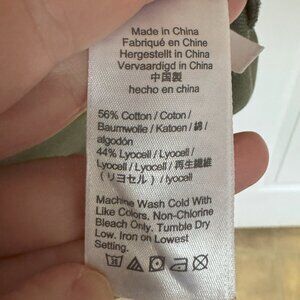 Made in China
Fabriqué en Chine
Hergestellt in China
Vervaardigd in China
中国製
hecho en china
56% Cotton / Coton /
Baumwolle / Katoen / 綿 /
algodón
44% Lyocell / Lyocell /
Lyocell / Lyocell / 再生繊維
(リヨセル) / lyocell
Machine Wash Cold With
Like Colors, Non-Chlorine
Bleach Only. Tumble Dry
Low. Iron on Lowest
Setting.